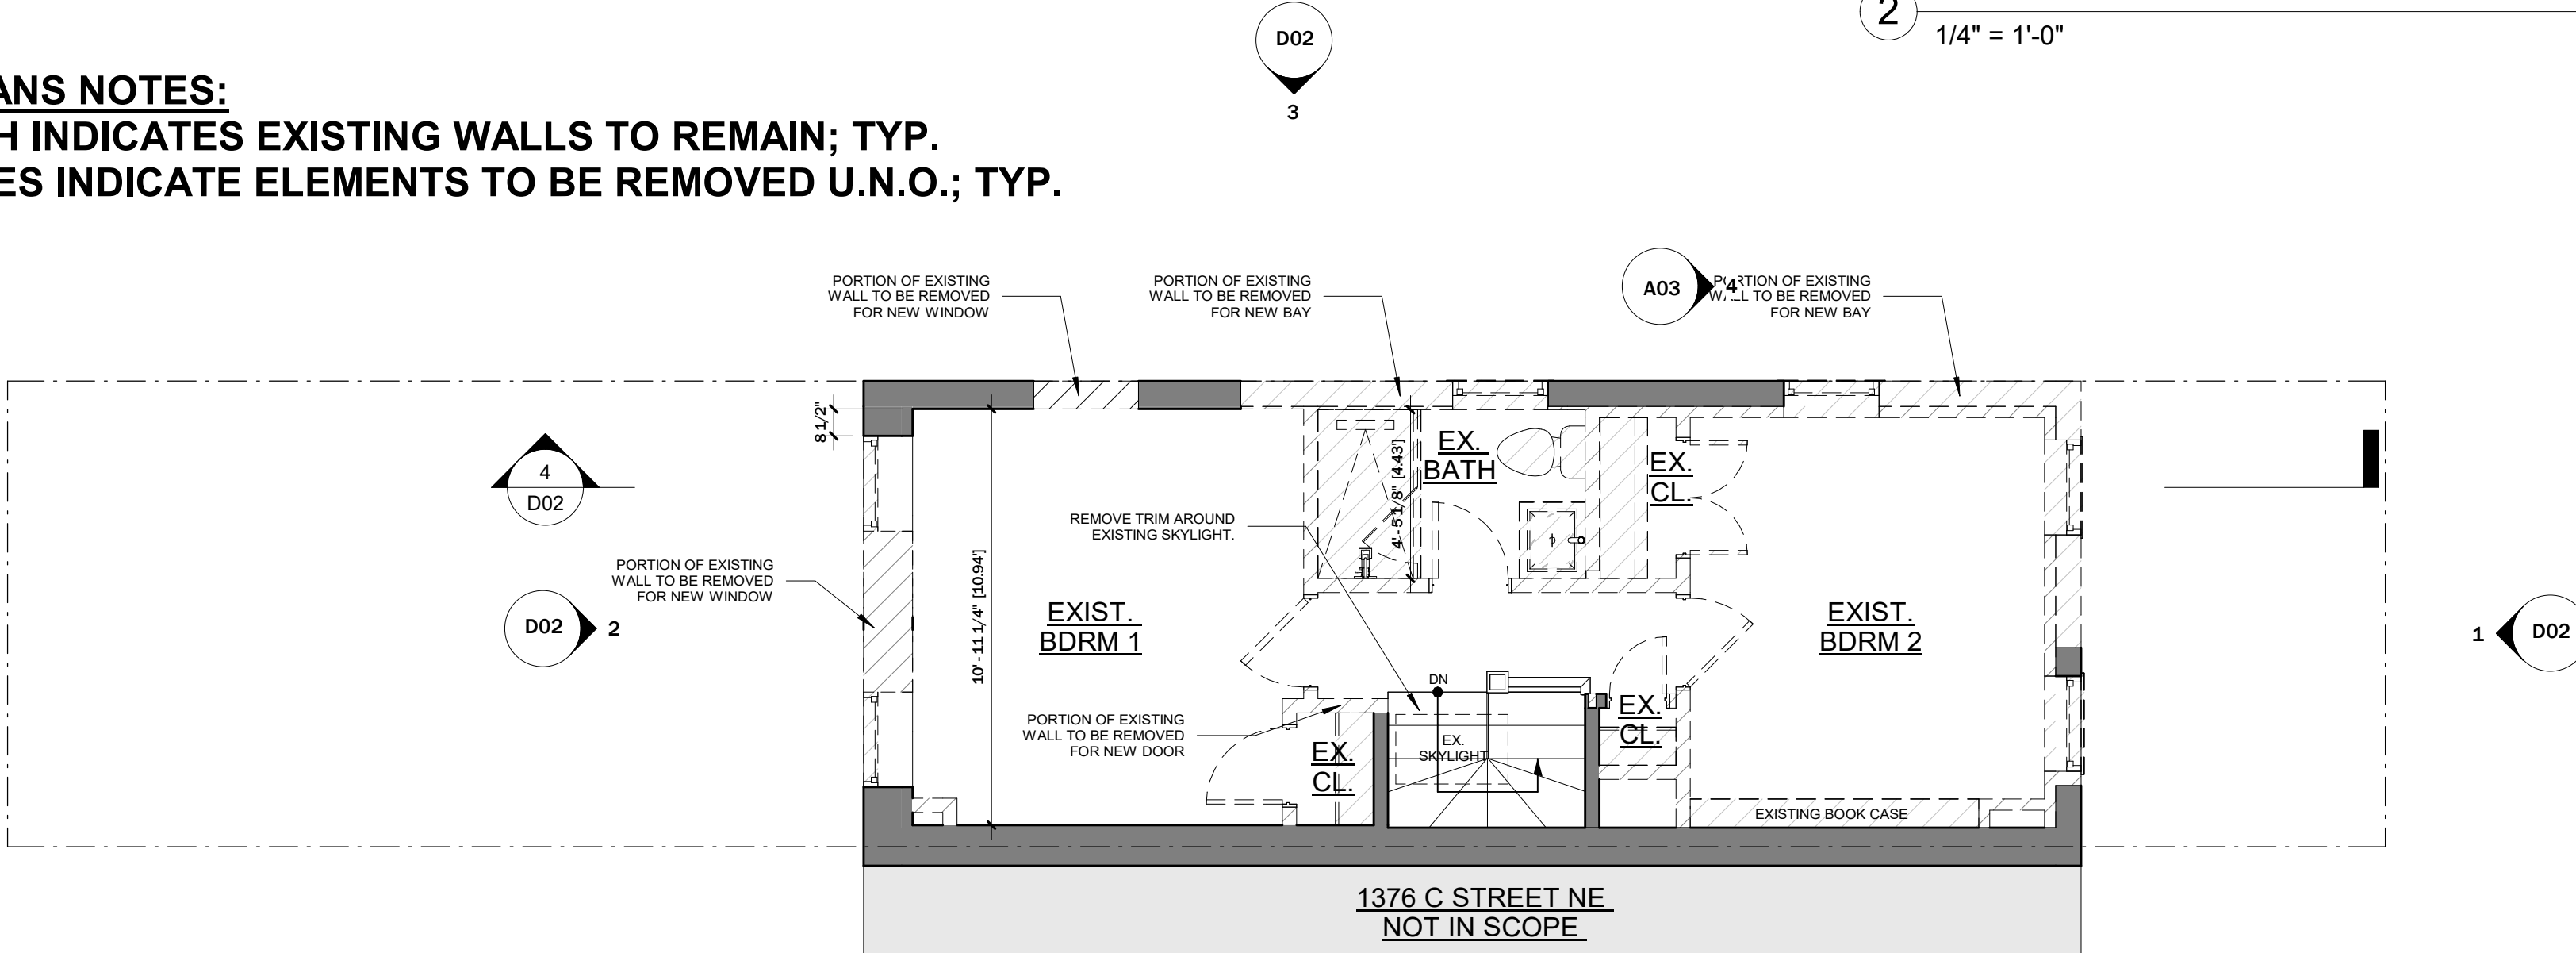 2
1/4" = 1'-0"
D02
3
ANS NOTES:
H INDICATES EXISTING WALLS TO REMAIN; TYP.
ES INDICATE ELEMENTS TO BE REMOVED U.N.O.; TYP.
PORTION OF EXISTING
WALL TO BE REMOVED
FOR NEW WINDOW
PORTION OF EXISTING
WALL TO BE REMOVED
FOR NEW BAY
A03
4
OF EXISTING
TO BE REMOVED
FOR NEW BAY
8 1/2"
4
D02
EX.
BATH
EX.
CL.
4' - 5 1/8" [4.43']
REMOVE TRIM AROUND
EXISTING SKYLIGHT.
10' - 11 1/4" [10.94']
PORTION OF EXISTING
WALL TO BE REMOVED
FOR NEW WINDOW
D02
2
EXIST.
BDRM 1
EXIST.
BDRM 2
1
D02
DN
PORTION OF EXISTING
WALL TO BE REMOVED
FOR NEW DOOR
EX.
CL.
EX.
SKYLIGHT
EX.
CL.
EXISTING BOOK CASE
1376 C STREET NE
NOT IN SCOPE